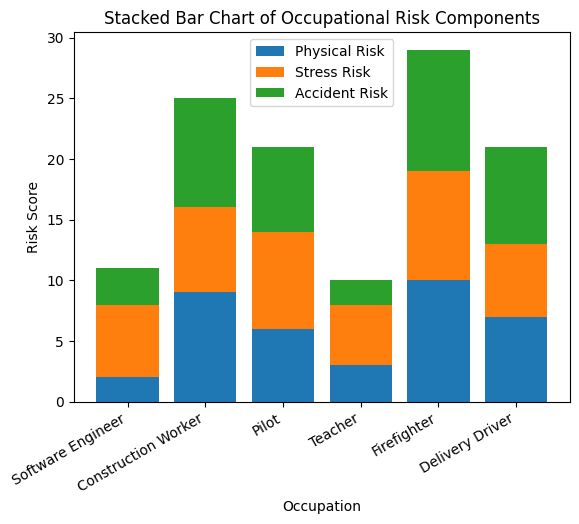 Stacked Bar Chart of Occupational Risk Components
Physical Risk
Stress Risk
Accident Risk
30
25
20
15
10
5
0
Risk Score
Software Engineer
Construction Worker
Pilot
Teacher
Firefighter
Delivery Driver
Occupation